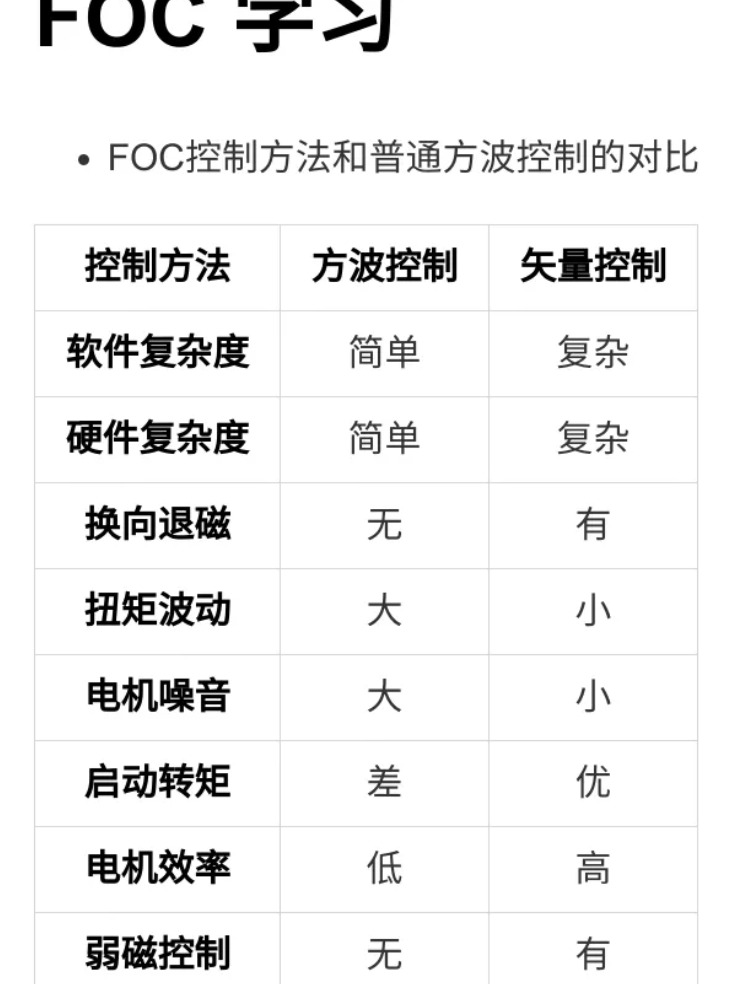 FOC 学习
FOC控制方法和普通方波控制的对比
控制方法 方波控制 矢量控制
软件复杂度 简单 复杂
硬件复杂度 简单 复杂
换向退磁 无 有
扭矩波动 大 小
电机噪音 大 小
启动转矩 差 优
电机效率 低 高
弱磁控制 无 有